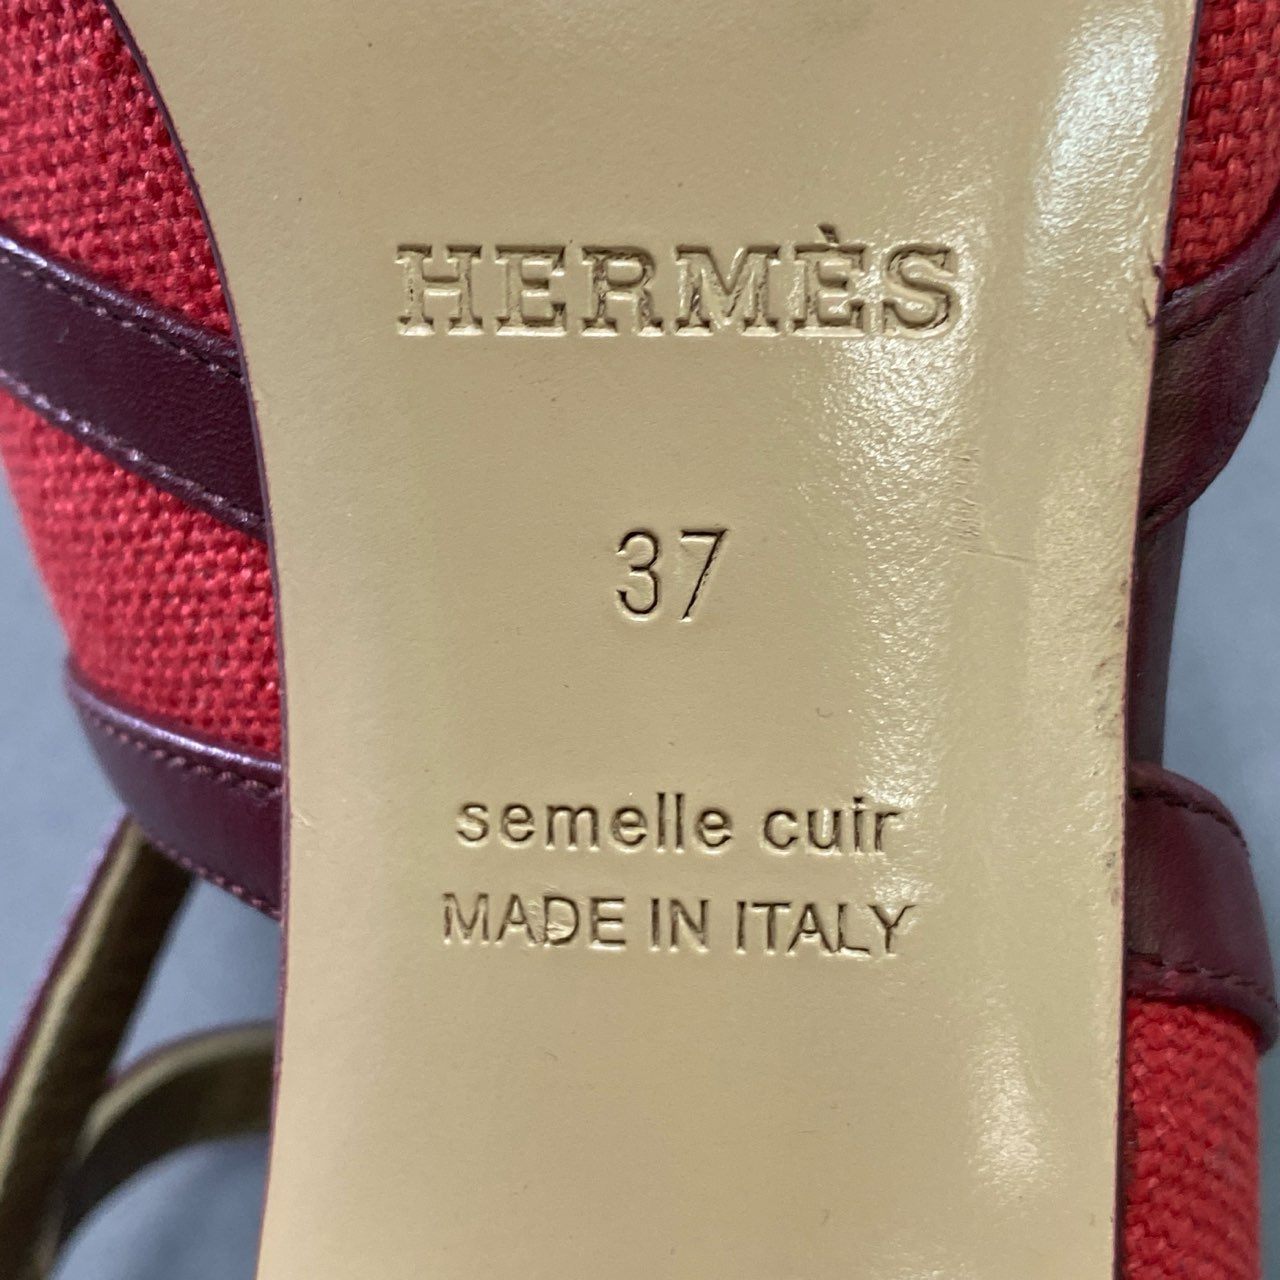 HERMÈS
37
semelle cuir
MADE IN ITALY